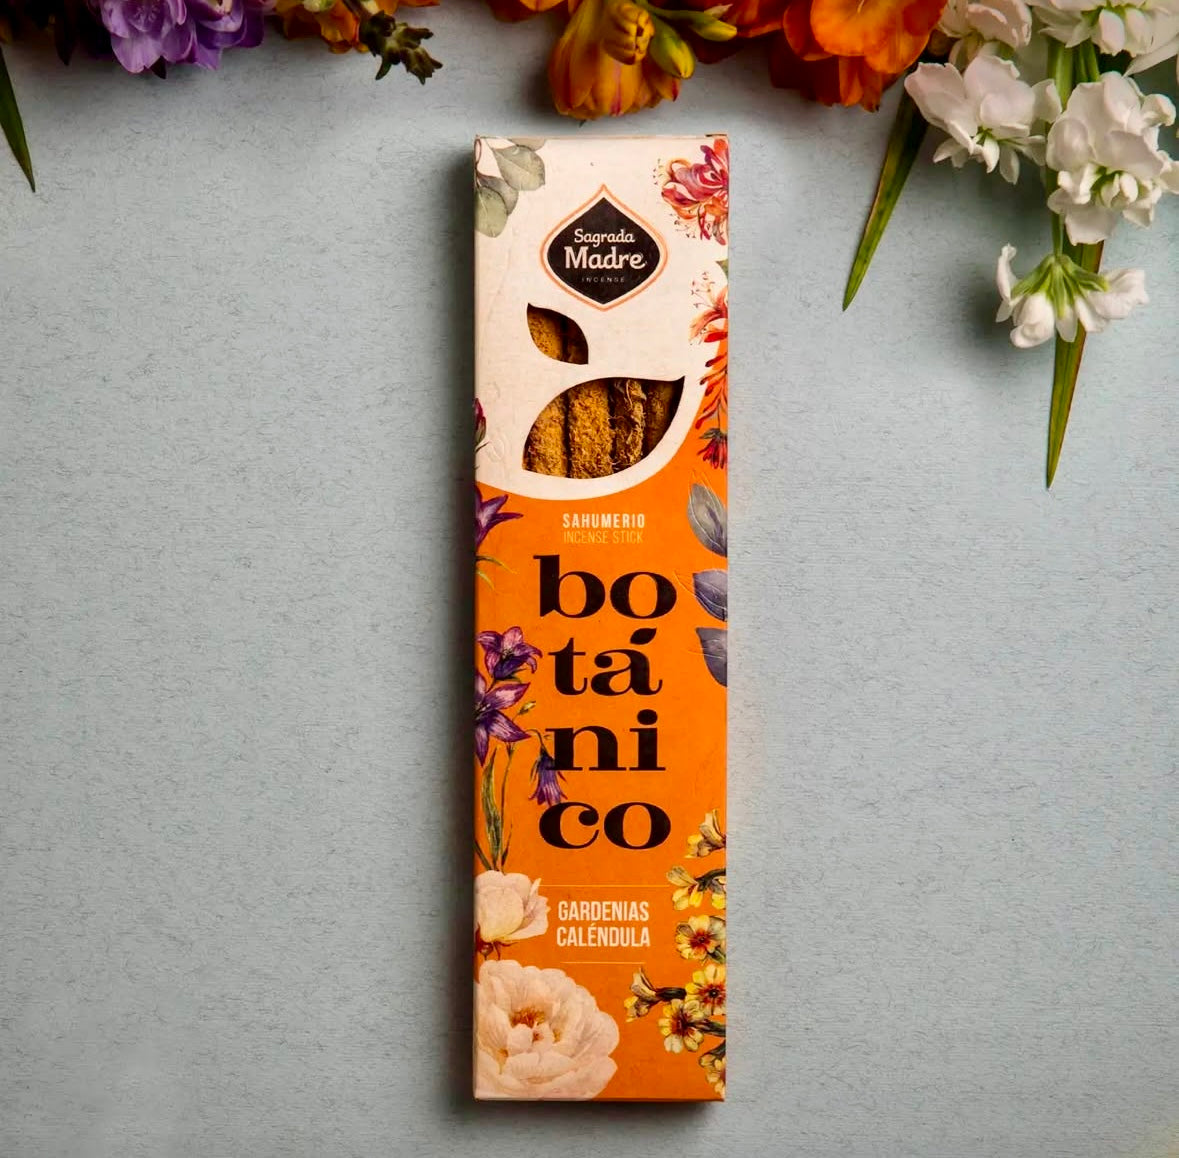 Sagrada
Madre
INCENSE
SAHUMERIO
INCENSE STICK
bo
tá
ni
co
GARDENIAS
CALÉNDULA